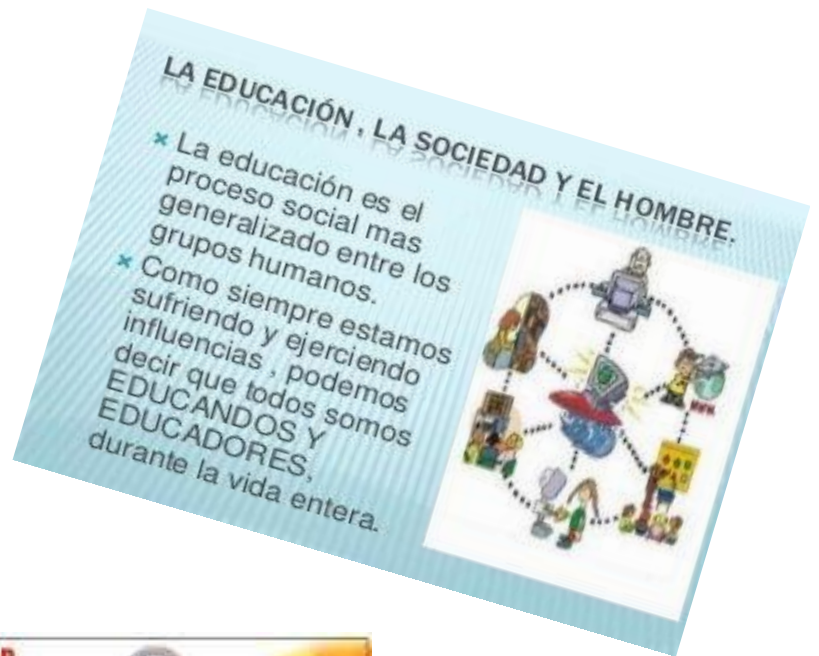 LA EDUCACIÓN , LA SOCIEDAD Y EL HOMBRE.
La educación es el
proceso social mas
generalizado entre los
grupos humanos.
Como siempre estamos
sufriendo y ejerciendo
influencias , podemos
decir que todos somos
EDUCANDOS Y
EDUCADORES,
durante la vida entera.